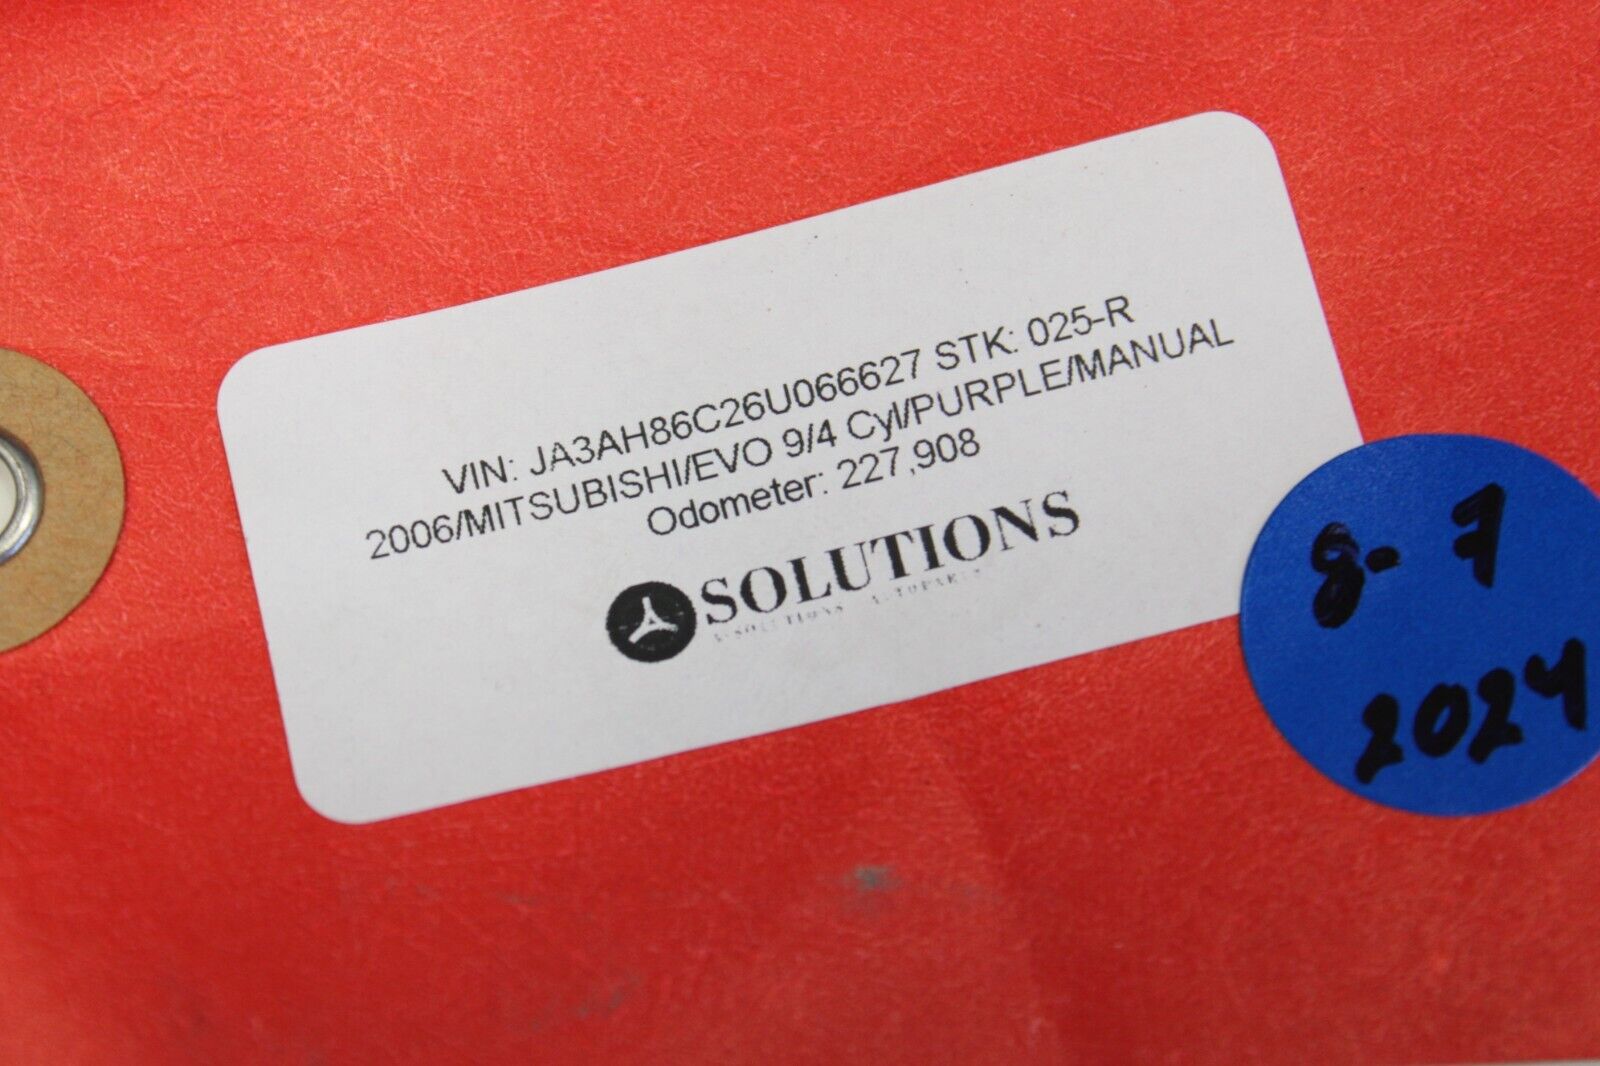 VIN: JA3AH86C26U066627 STK: 025-R
2006/MITSUBISHI/EVO 9/4 Cyl/PURPLE/MANUAL
Odometer: 227,908
SOLUTIONS
8-7
2024